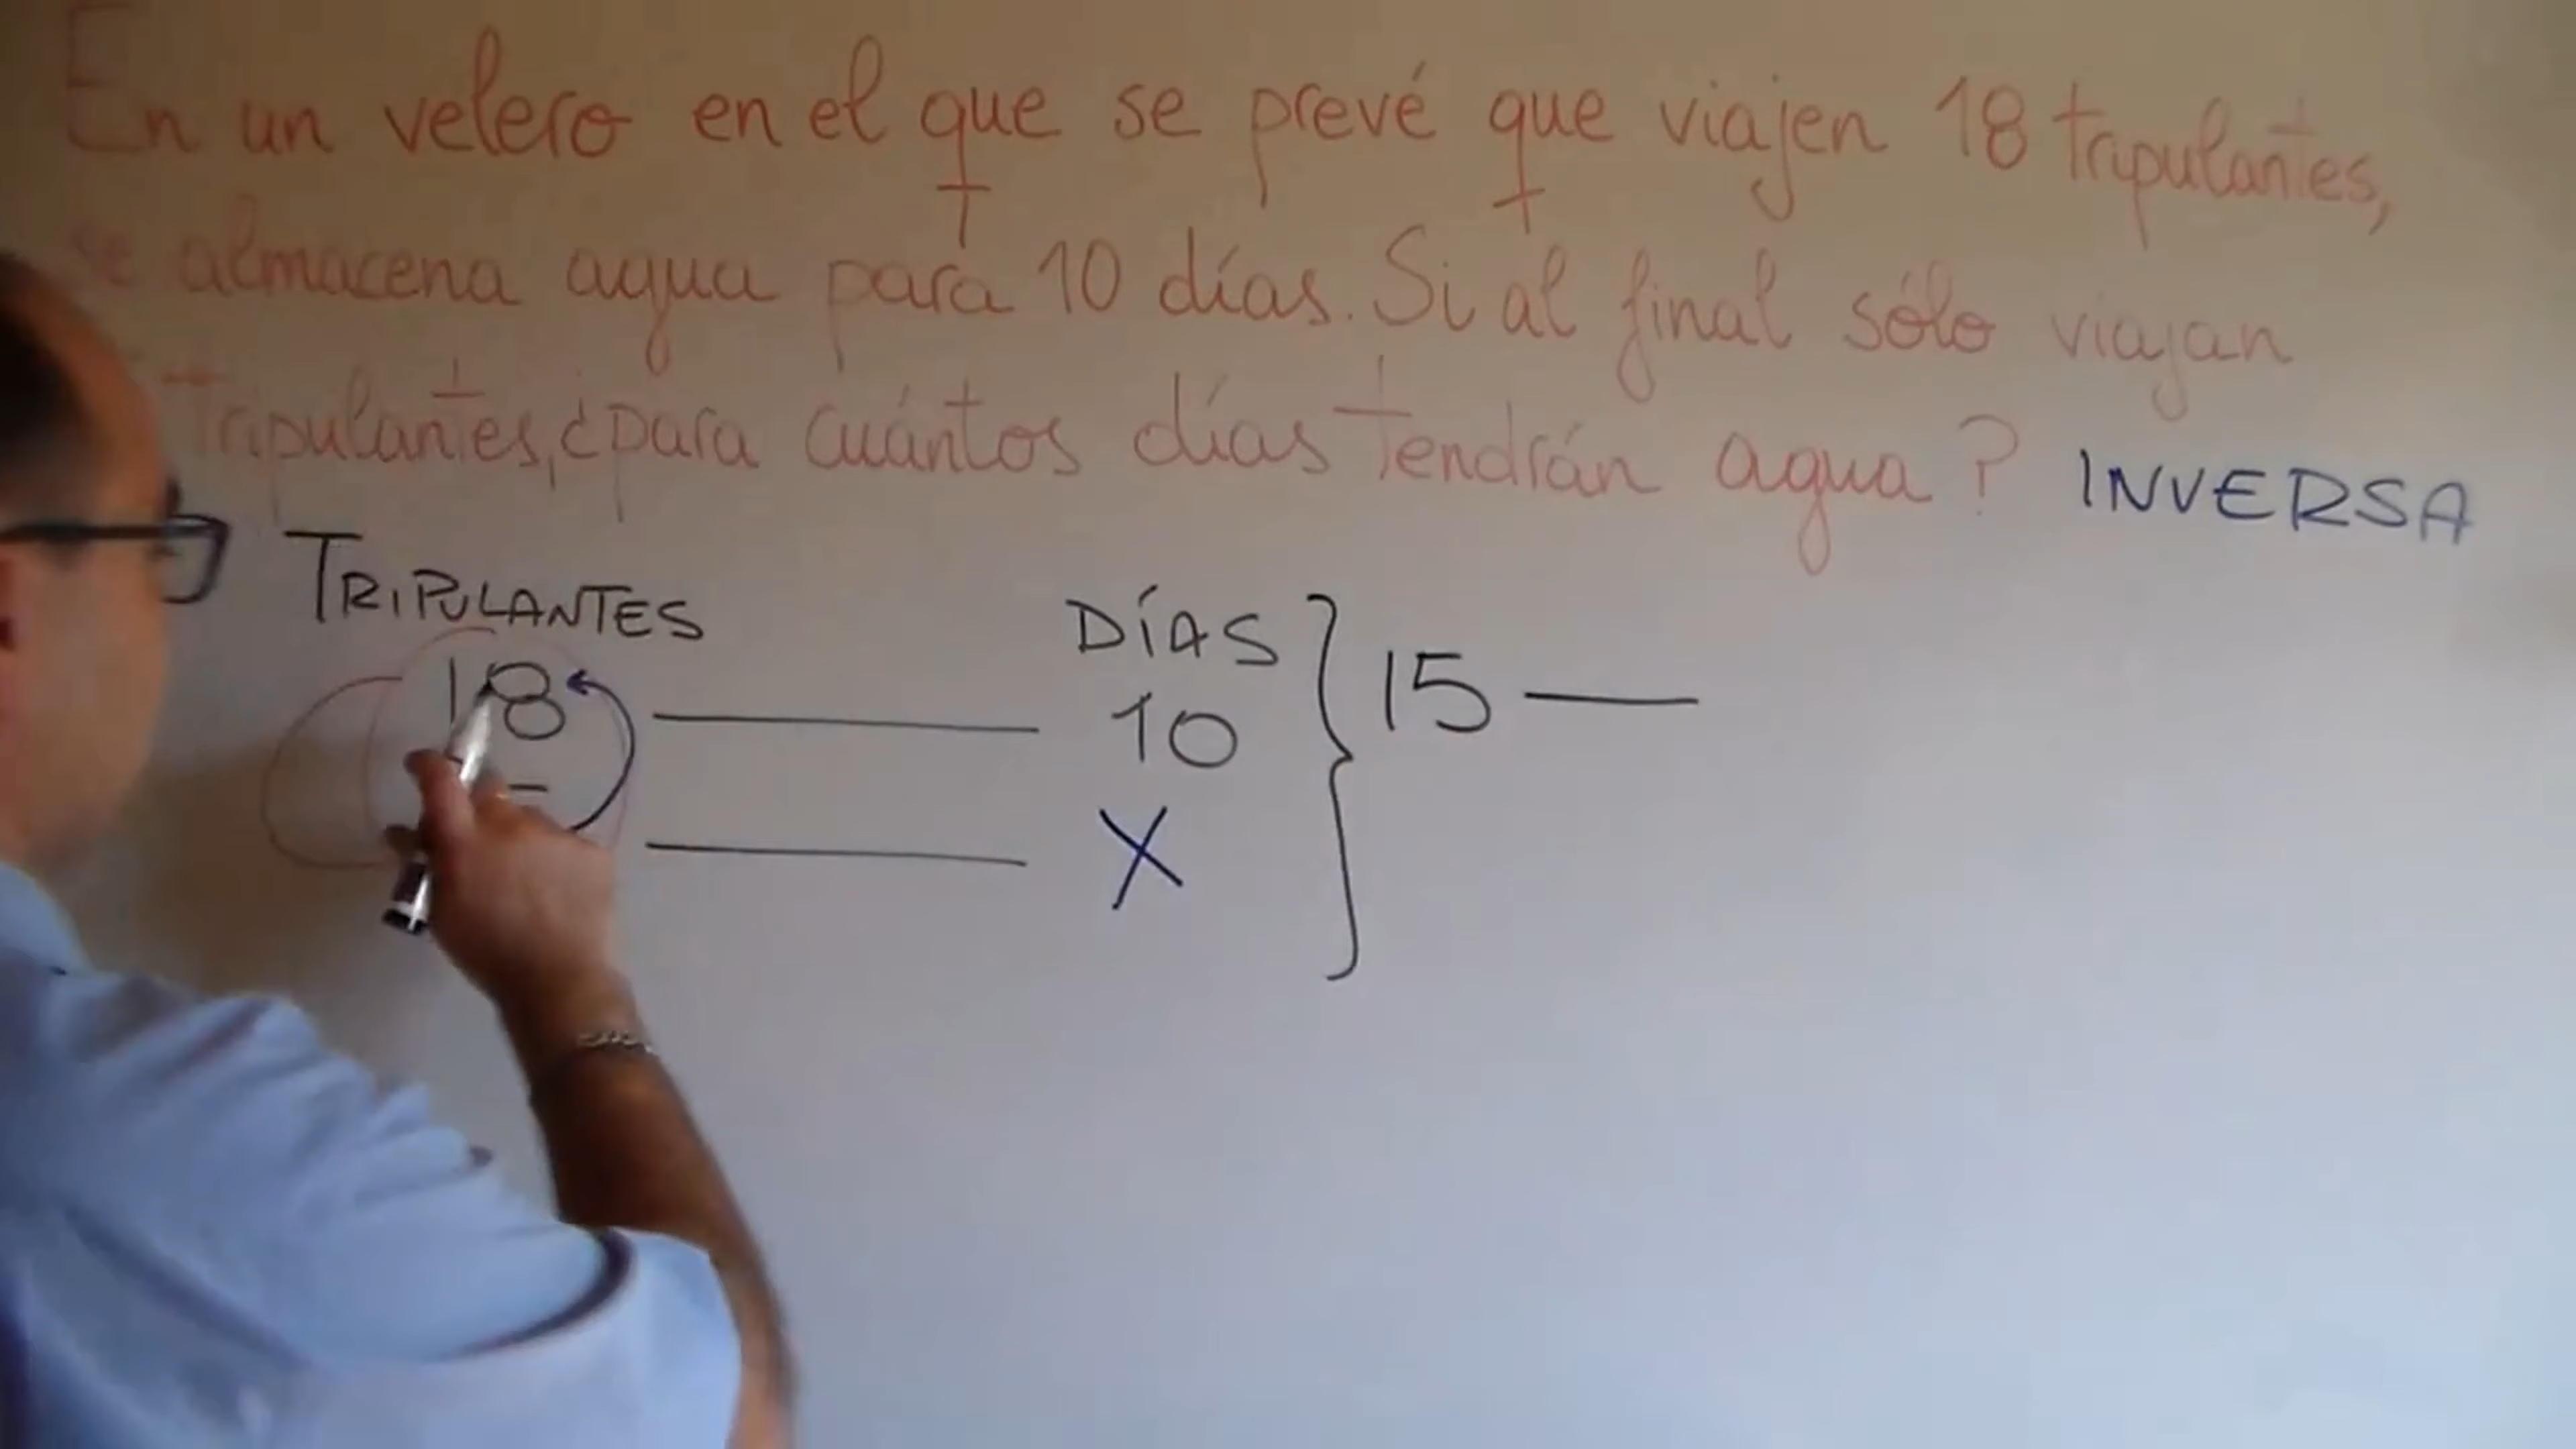 En un velero en el que se prevé que viajen 18 tripulantes,
se almacena agua para 10 días. Si al final sólo viajan
tripulantes, ¿para cuántos días tendrán agua? INVERSA
TRIPULANTES DÍAS
18 10 15
X